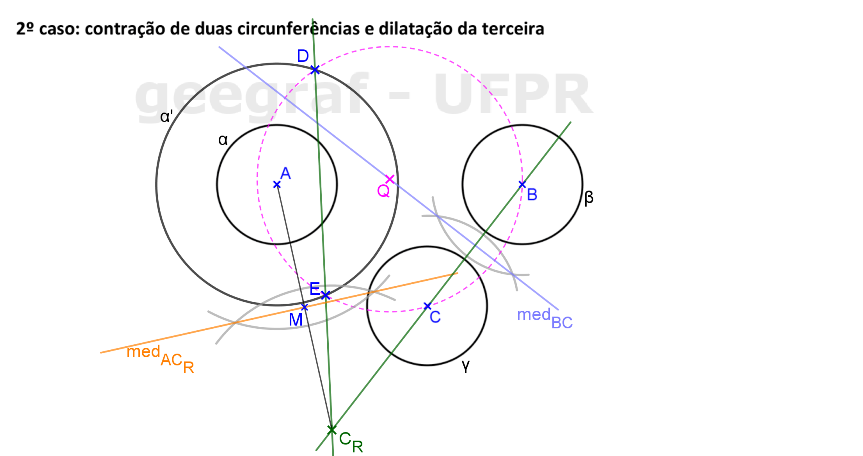 2º caso: contração de duas circunferências e dilatação da terceira
geegraf - UFPR
D
α'
α
A
Q
B
β
E
M
C
med_BC
med_AC_R
γ
C_R